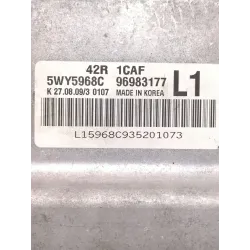 42R 1CAF
5WY5968C 96983177 L1
K 27.08.09/3 0107 MADE IN KOREA
L15968C935201073